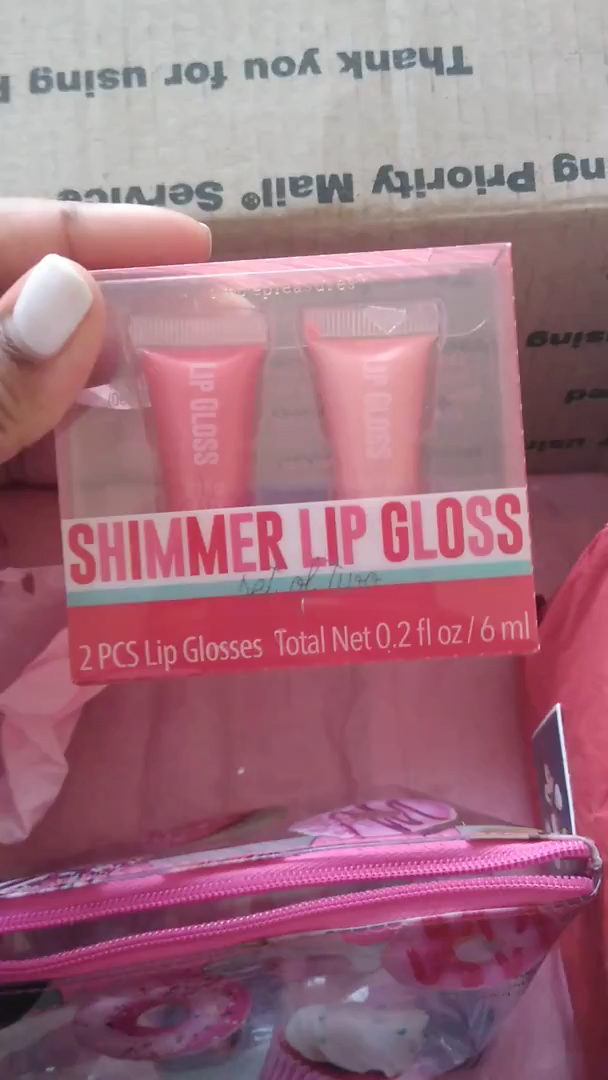 Thank you for using
ng Priority Mail® Service
using
LIP GLOSS
LIP GLOSS
SHIMMER LIP GLOSS
2 PCS Lip Glosses Total Net 0.2 fl oz / 6 ml